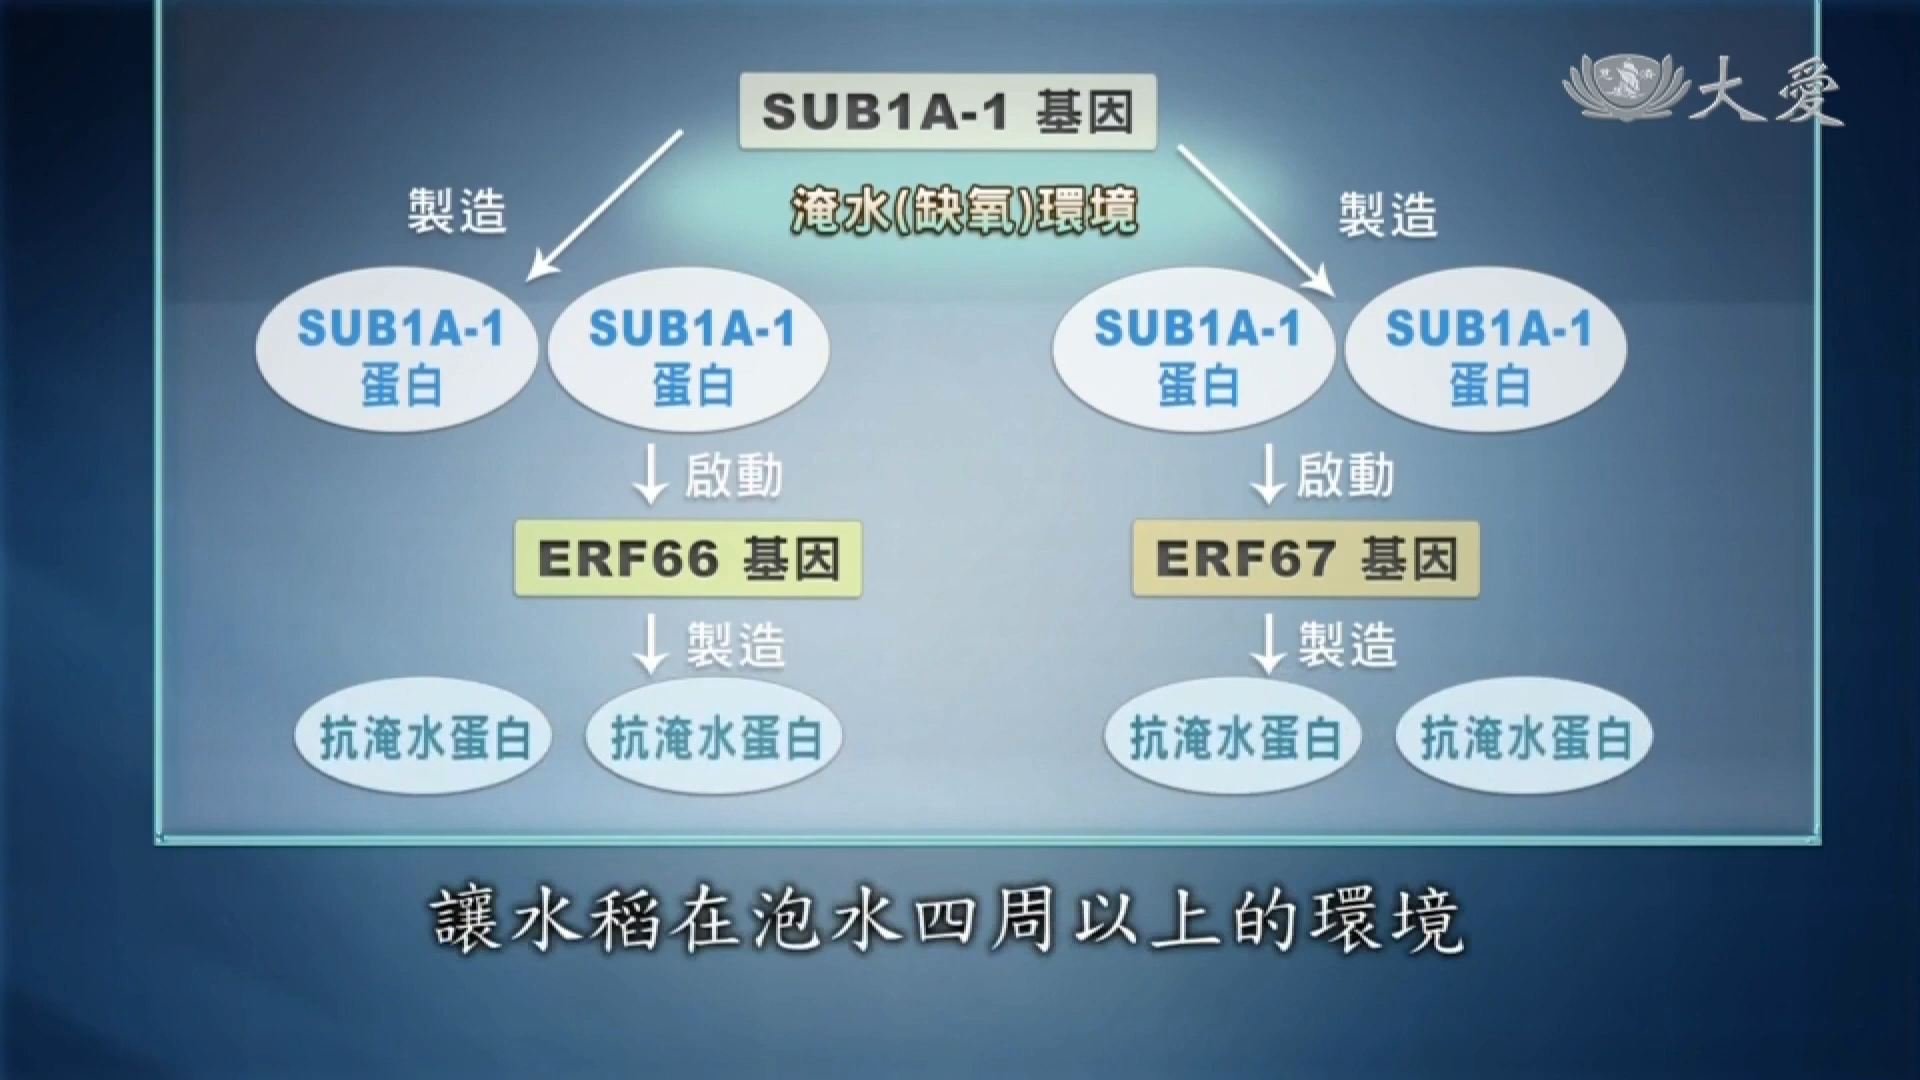 SUB1A-1 基因
大愛
淹水(缺氧)環境
製造
製造
SUB1A-1
蛋白
SUB1A-1
蛋白
SUB1A-1
蛋白
SUB1A-1
蛋白
啟動
啟動
ERF66 基因
ERF67 基因
製造
製造
抗淹水蛋白
抗淹水蛋白
抗淹水蛋白
抗淹水蛋白
讓水稻在泡水四周以上的環境